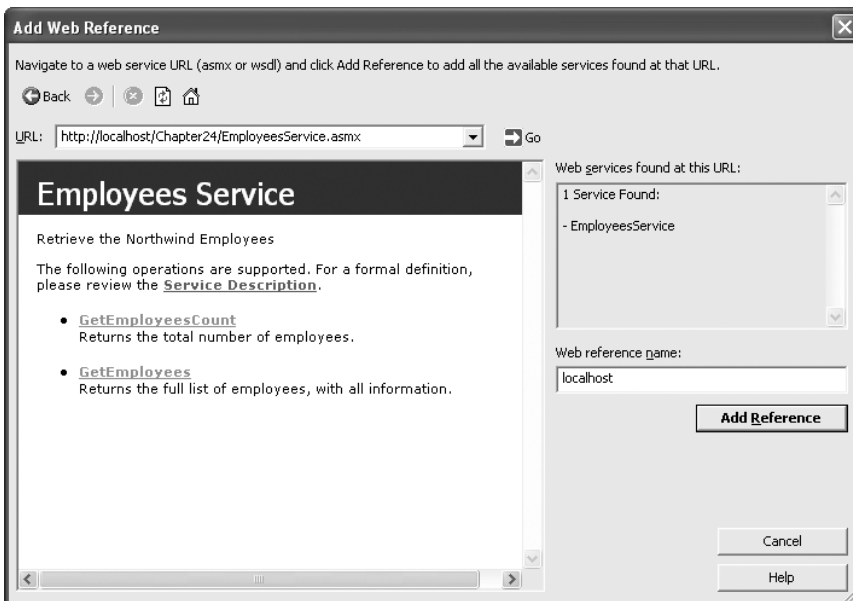 Add Web Reference
Navigate to a web service URL (asmx or wsdl) and click Add Reference to add all the available services found at that URL.
Back
URL: http://localhost/Chapter24/EmployeesService.asmx Go
Employees Service
Retrieve the Northwind Employees
The following operations are supported. For a formal definition,
please review the Service Description.
• GetEmployeesCount
Returns the total number of employees.
• GetEmployees
Returns the full list of employees, with all information.
Web services found at this URL:
1 Service Found:
- EmployeesService
Web reference name:
localhost
Add Reference
Cancel
Help